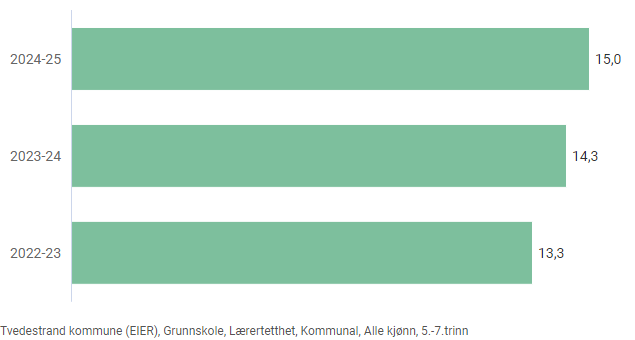 2024-25 15,0
2023-24 14,3
2022-23 13,3
Tvedestrand kommune (EIER), Grunnskole, Lærertetthet, Kommunal, Alle kjønn, 5.-7.trinn